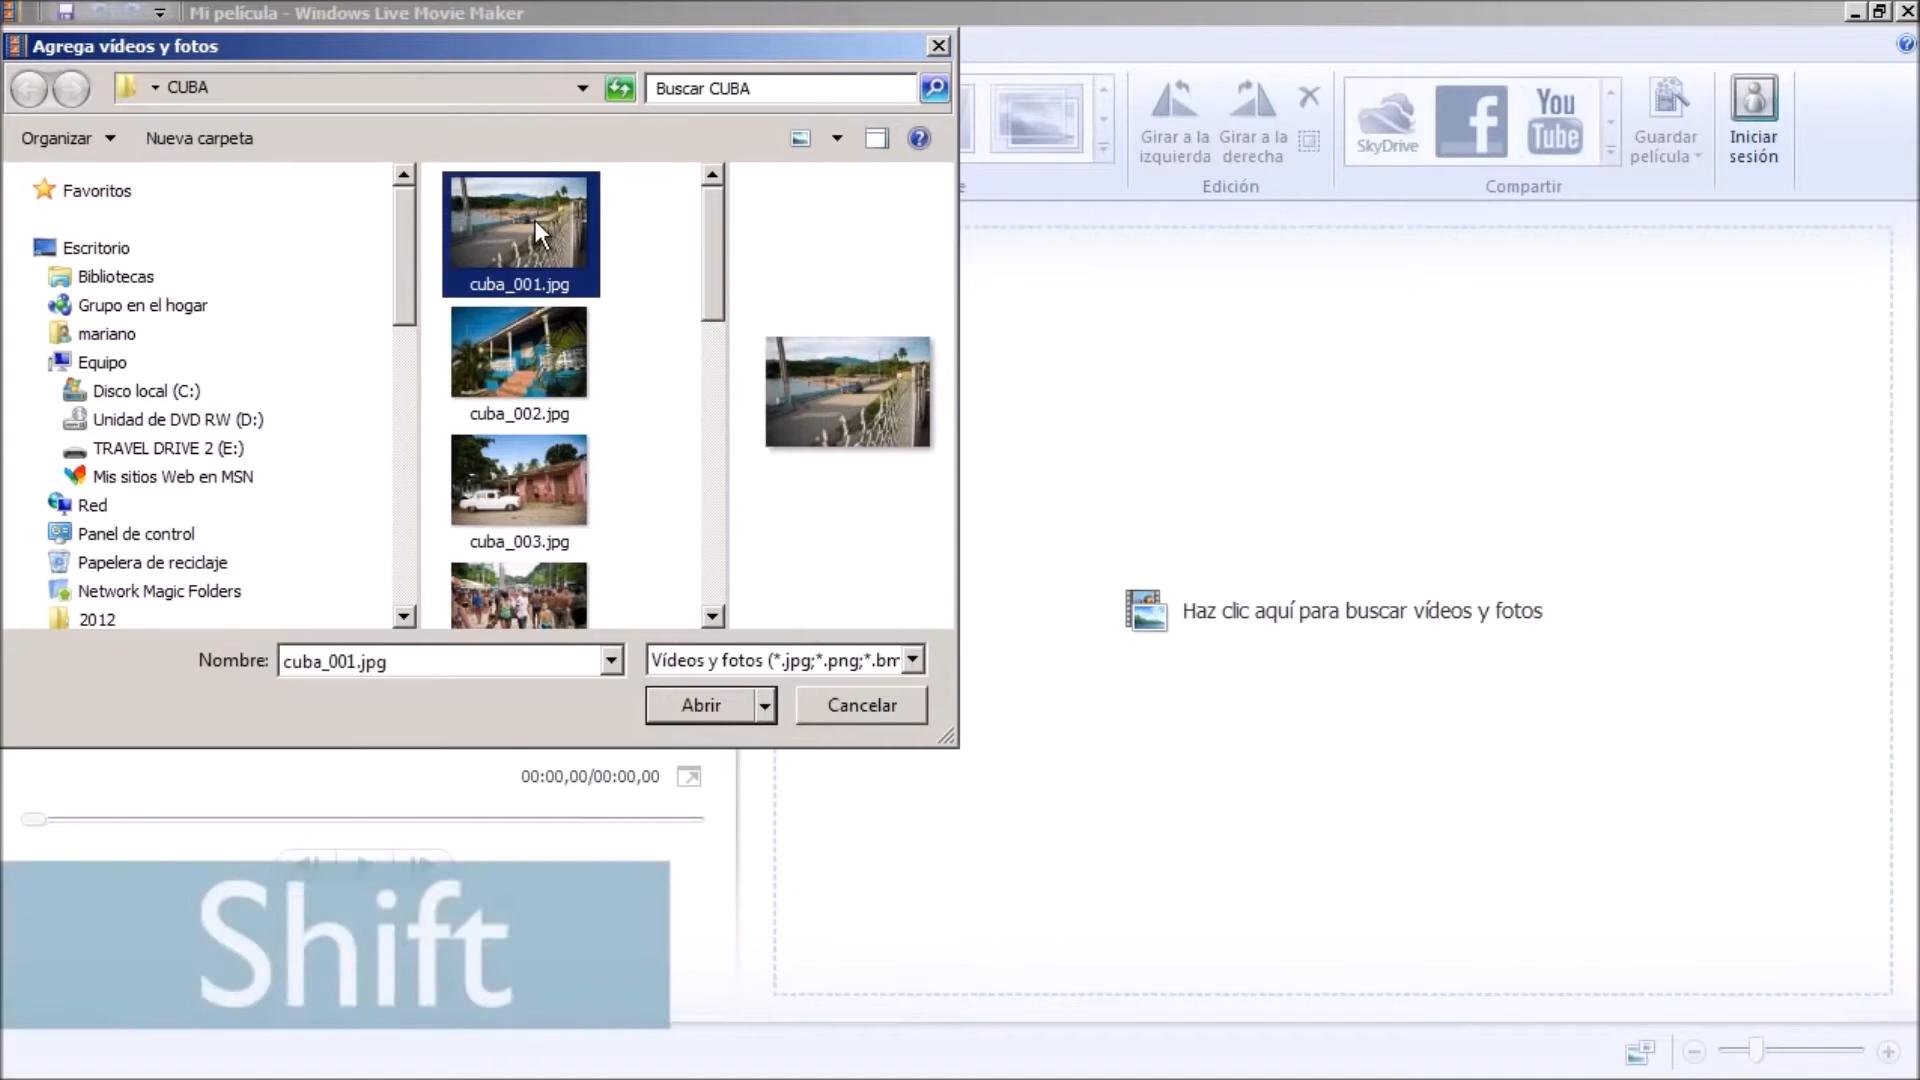 Mi película - Windows Live Movie Maker
Agrega vídeos y fotos
CUBA
Buscar CUBA
Organizar
Nueva carpeta
Favoritos
Escritorio
Bibliotecas
Grupo en el hogar
mariano
Equipo
Disco local (C:)
Unidad de DVD RW (D:)
TRAVEL DRIVE 2 (E:)
Mis sitios Web en MSN
Red
Panel de control
Papelera de reciclaje
Network Magic Folders
2012
cuba_001.jpg
cuba_002.jpg
cuba_003.jpg
Nombre:
cuba_001.jpg
Vídeos y fotos (*.jpg;*.png;*.bm
Abrir
Cancelar
Girar a la
izquierda
Girar a la
derecha
Edición
SkyDrive
f
You
Tube
Compartir
Guardar
película
Iniciar
sesión
Haz clic aquí para buscar vídeos y fotos
00:00,00/00:00,00
Shift